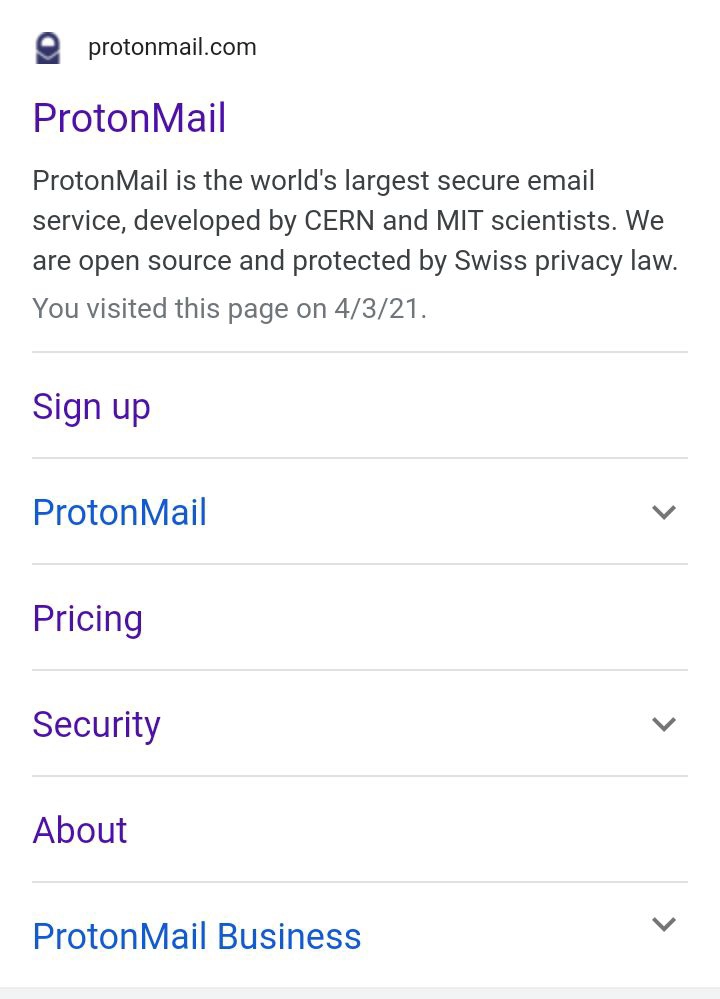 protonmail.com
ProtonMail
ProtonMail is the world's largest secure email
service, developed by CERN and MIT scientists. We
are open source and protected by Swiss privacy law.
You visited this page on 4/3/21.
Sign up
ProtonMail
Pricing
Security
About
ProtonMail Business